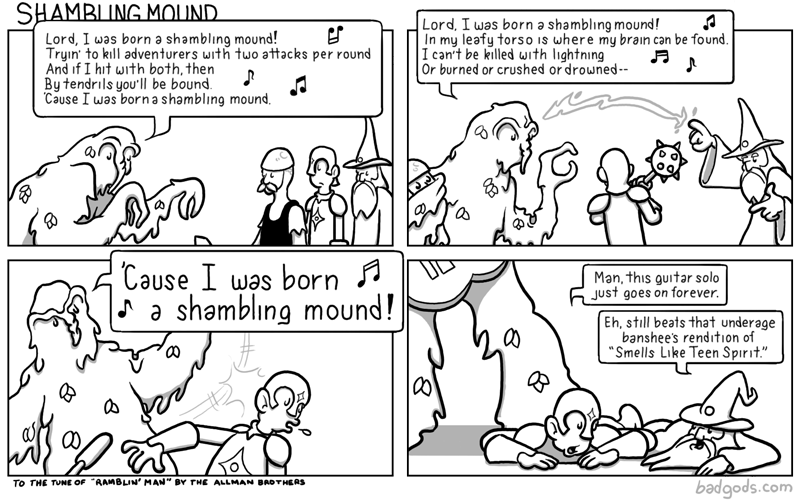 SHAMBLING MOUND
Lord, I was born a shambling mound!
Tryin' to kill adventurers with two attacks per round
And if I hit with both, then
By tendrils you'll be bound.
'Cause I was born a shambling mound.
Lord, I was born a shambling mound!
In my leafy torso is where my brain can be found.
I can't be killed with lightning
Or burned or crushed or drowned--
'Cause I was born
a shambling mound!
Man, this guitar solo
just goes on forever.
Eh, still beats that underage
banshee's rendition of
"Smells Like Teen Spirit."
TO THE TUNE OF "RAMBLIN' MAN" BY THE ALLMAN BROTHERS
badgods.com